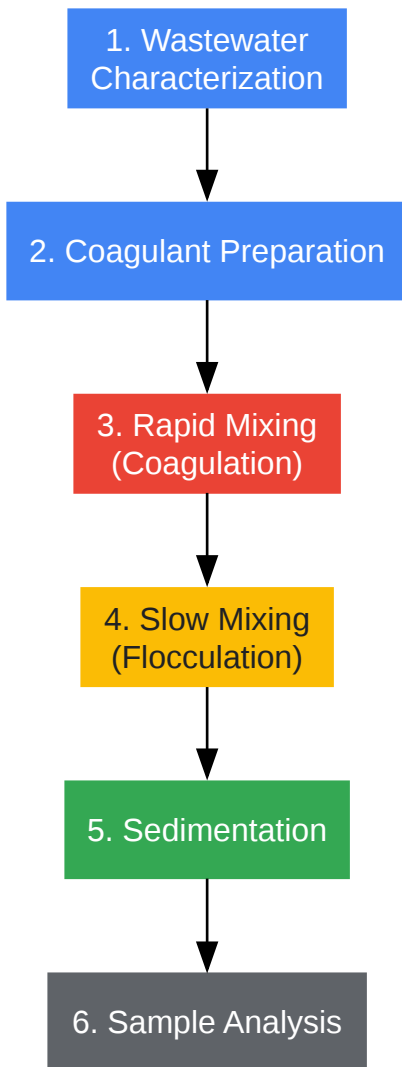 1. Wastewater
Characterization
2. Coagulant Preparation
3. Rapid Mixing
(Coagulation)
4. Slow Mixing
(Flocculation)
5. Sedimentation
6. Sample Analysis